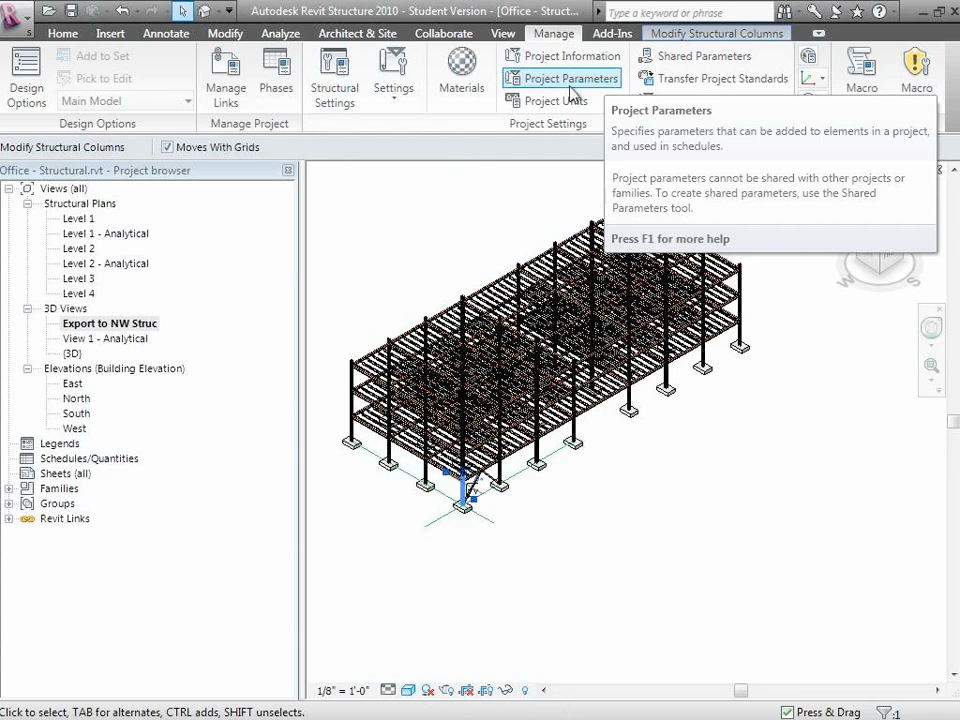 Autodesk Revit Structure 2010 - Student Version - [Office - Struct...
Type a keyword or phrase
Home
Insert
Annotate
Modify
Analyze
Architect & Site
Collaborate
View
Manage
Add-Ins
Modify Structural Columns
Design
Options
Add to Set
Pick to Edit
Main Model
Manage
Links
Phases
Structural
Settings
Settings
Materials
Project Information
Project Parameters
Project Units
Shared Parameters
Transfer Project Standards
Macro
Macro
Design Options
Manage Project
Project Settings
Project Parameters
Specifies parameters that can be added to elements in a project,
and used in schedules.
Project parameters cannot be shared with other projects or
families. To create shared parameters, use the Shared
Parameters tool.
Press F1 for more help
Modify Structural Columns
Moves With Grids
Office - Structural.rvt - Project browser
Views (all)
Structural Plans
Level 1
Level 1 - Analytical
Level 2
Level 2 - Analytical
Level 3
Level 4
3D Views
Export to NW Struc
View 1 - Analytical
{3D}
Elevations (Building Elevation)
East
North
South
West
Legends
Schedules/Quantities
Sheets (all)
Families
Groups
Revit Links
W
S
1/8" = 1'-0"
Click to select, TAB for alternates, CTRL adds, SHIFT unselects.
Press & Drag
:1